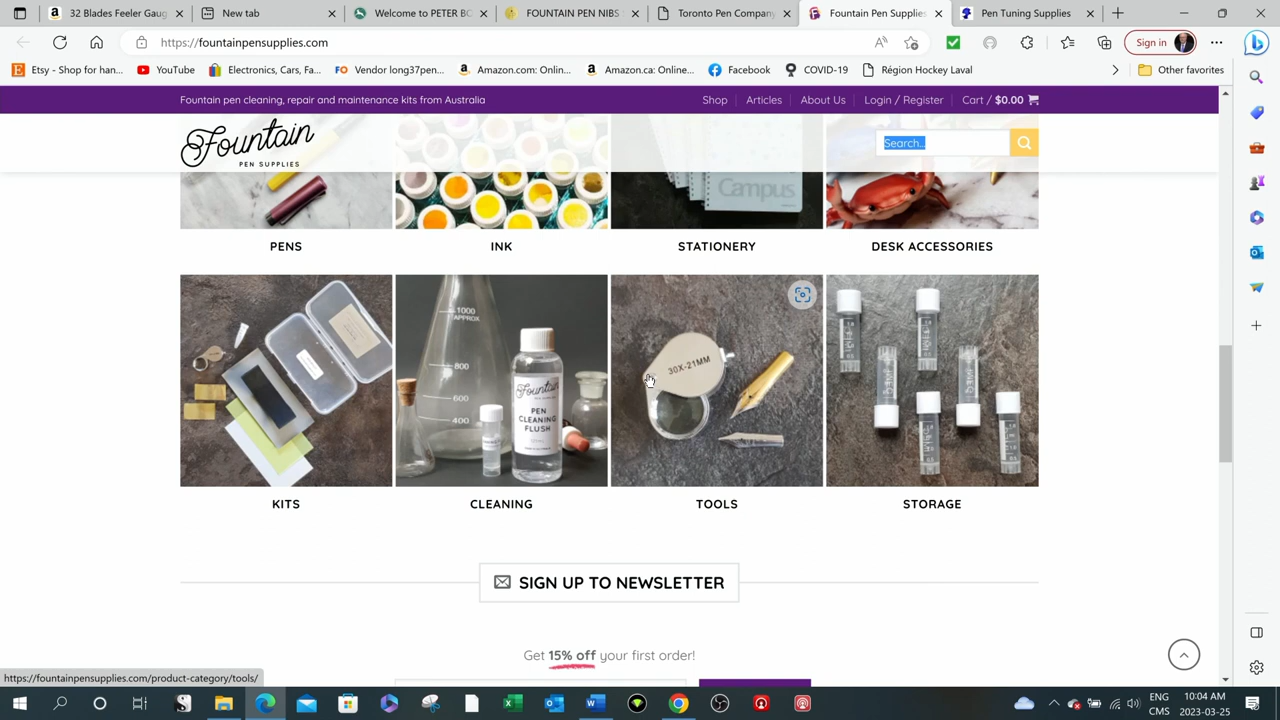 32 Blades Feeler Gaug
New tab
Welcome to PETER BO
FOUNTAIN PEN NIBS
Toronto Pen Company
Fountain Pen Supplies
Pen Tuning Supplies
https://fountainpensupplies.com
Sign in
Etsy - Shop for han...
YouTube
Electronics, Cars, Fa...
FO
Vendor long37pen...
Amazon.com: Onlin...
Amazon.ca: Online...
Facebook
COVID-19
Région Hockey Laval
Other favorites
Fountain pen cleaning, repair and maintenance kits from Australia
Shop
Articles
About Us
Login / Register
Cart / $0.00
Fountain
PEN SUPPLIES
Search...
Campus
PENS
INK
STATIONERY
DESK ACCESSORIES
1000
APPROX
800
600
400
Fountain
PEN
CLEANING
FLUSH
30X-21MM
KITS
CLEANING
TOOLS
STORAGE
SIGN UP TO NEWSLETTER
Get 15% off your first order!
https://fountainpensupplies.com/product-category/tools/
ENG
CMS
10:04 AM
2023-03-25